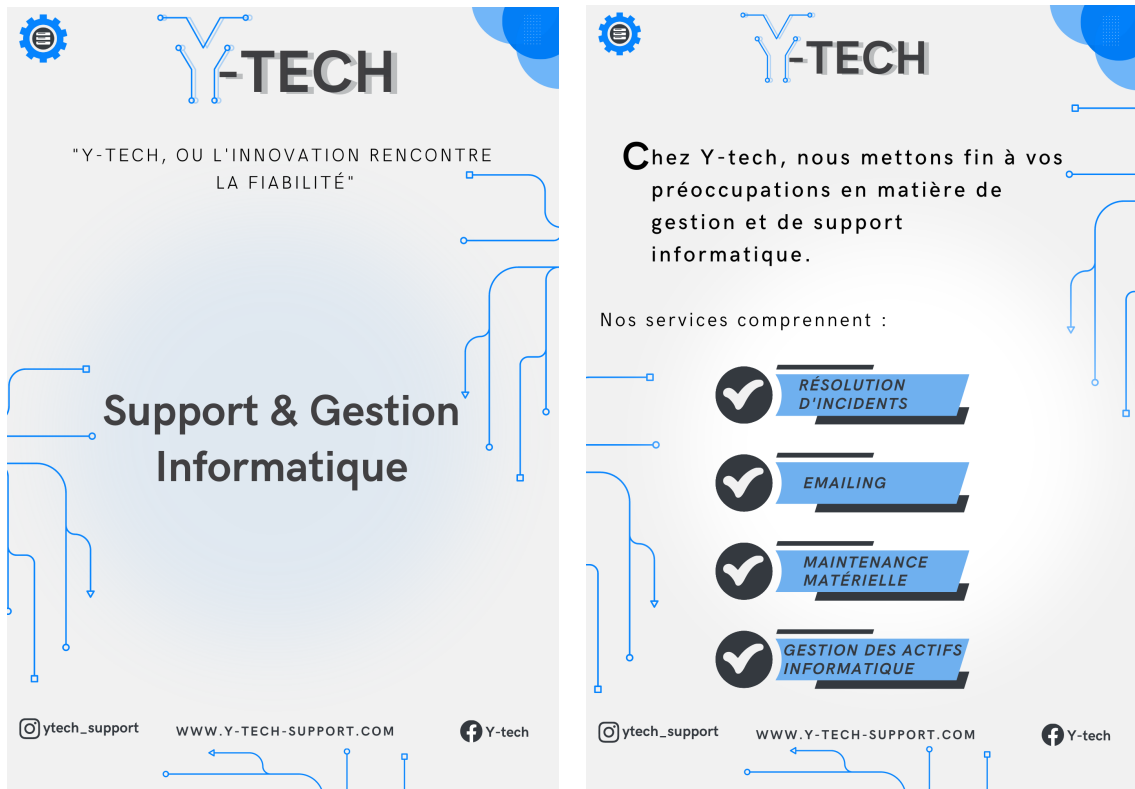 Y-TECH
"Y-TECH, OU L'INNOVATION RENCONTRE
LA FIABILITÉ"
Support & Gestion
Informatique
ytech_support
WWW.Y-TECH-SUPPORT.COM
Y-tech
Y-TECH
Chez Y-tech, nous mettons fin à vos
préoccupations en matière de
gestion et de support
informatique.
Nos services comprennent :
RÉSOLUTION
D'INCIDENTS
EMAILING
MAINTENANCE
MATÉRIELLE
GESTION DES ACTIFS
INFORMATIQUE
ytech_support
WWW.Y-TECH-SUPPORT.COM
Y-tech